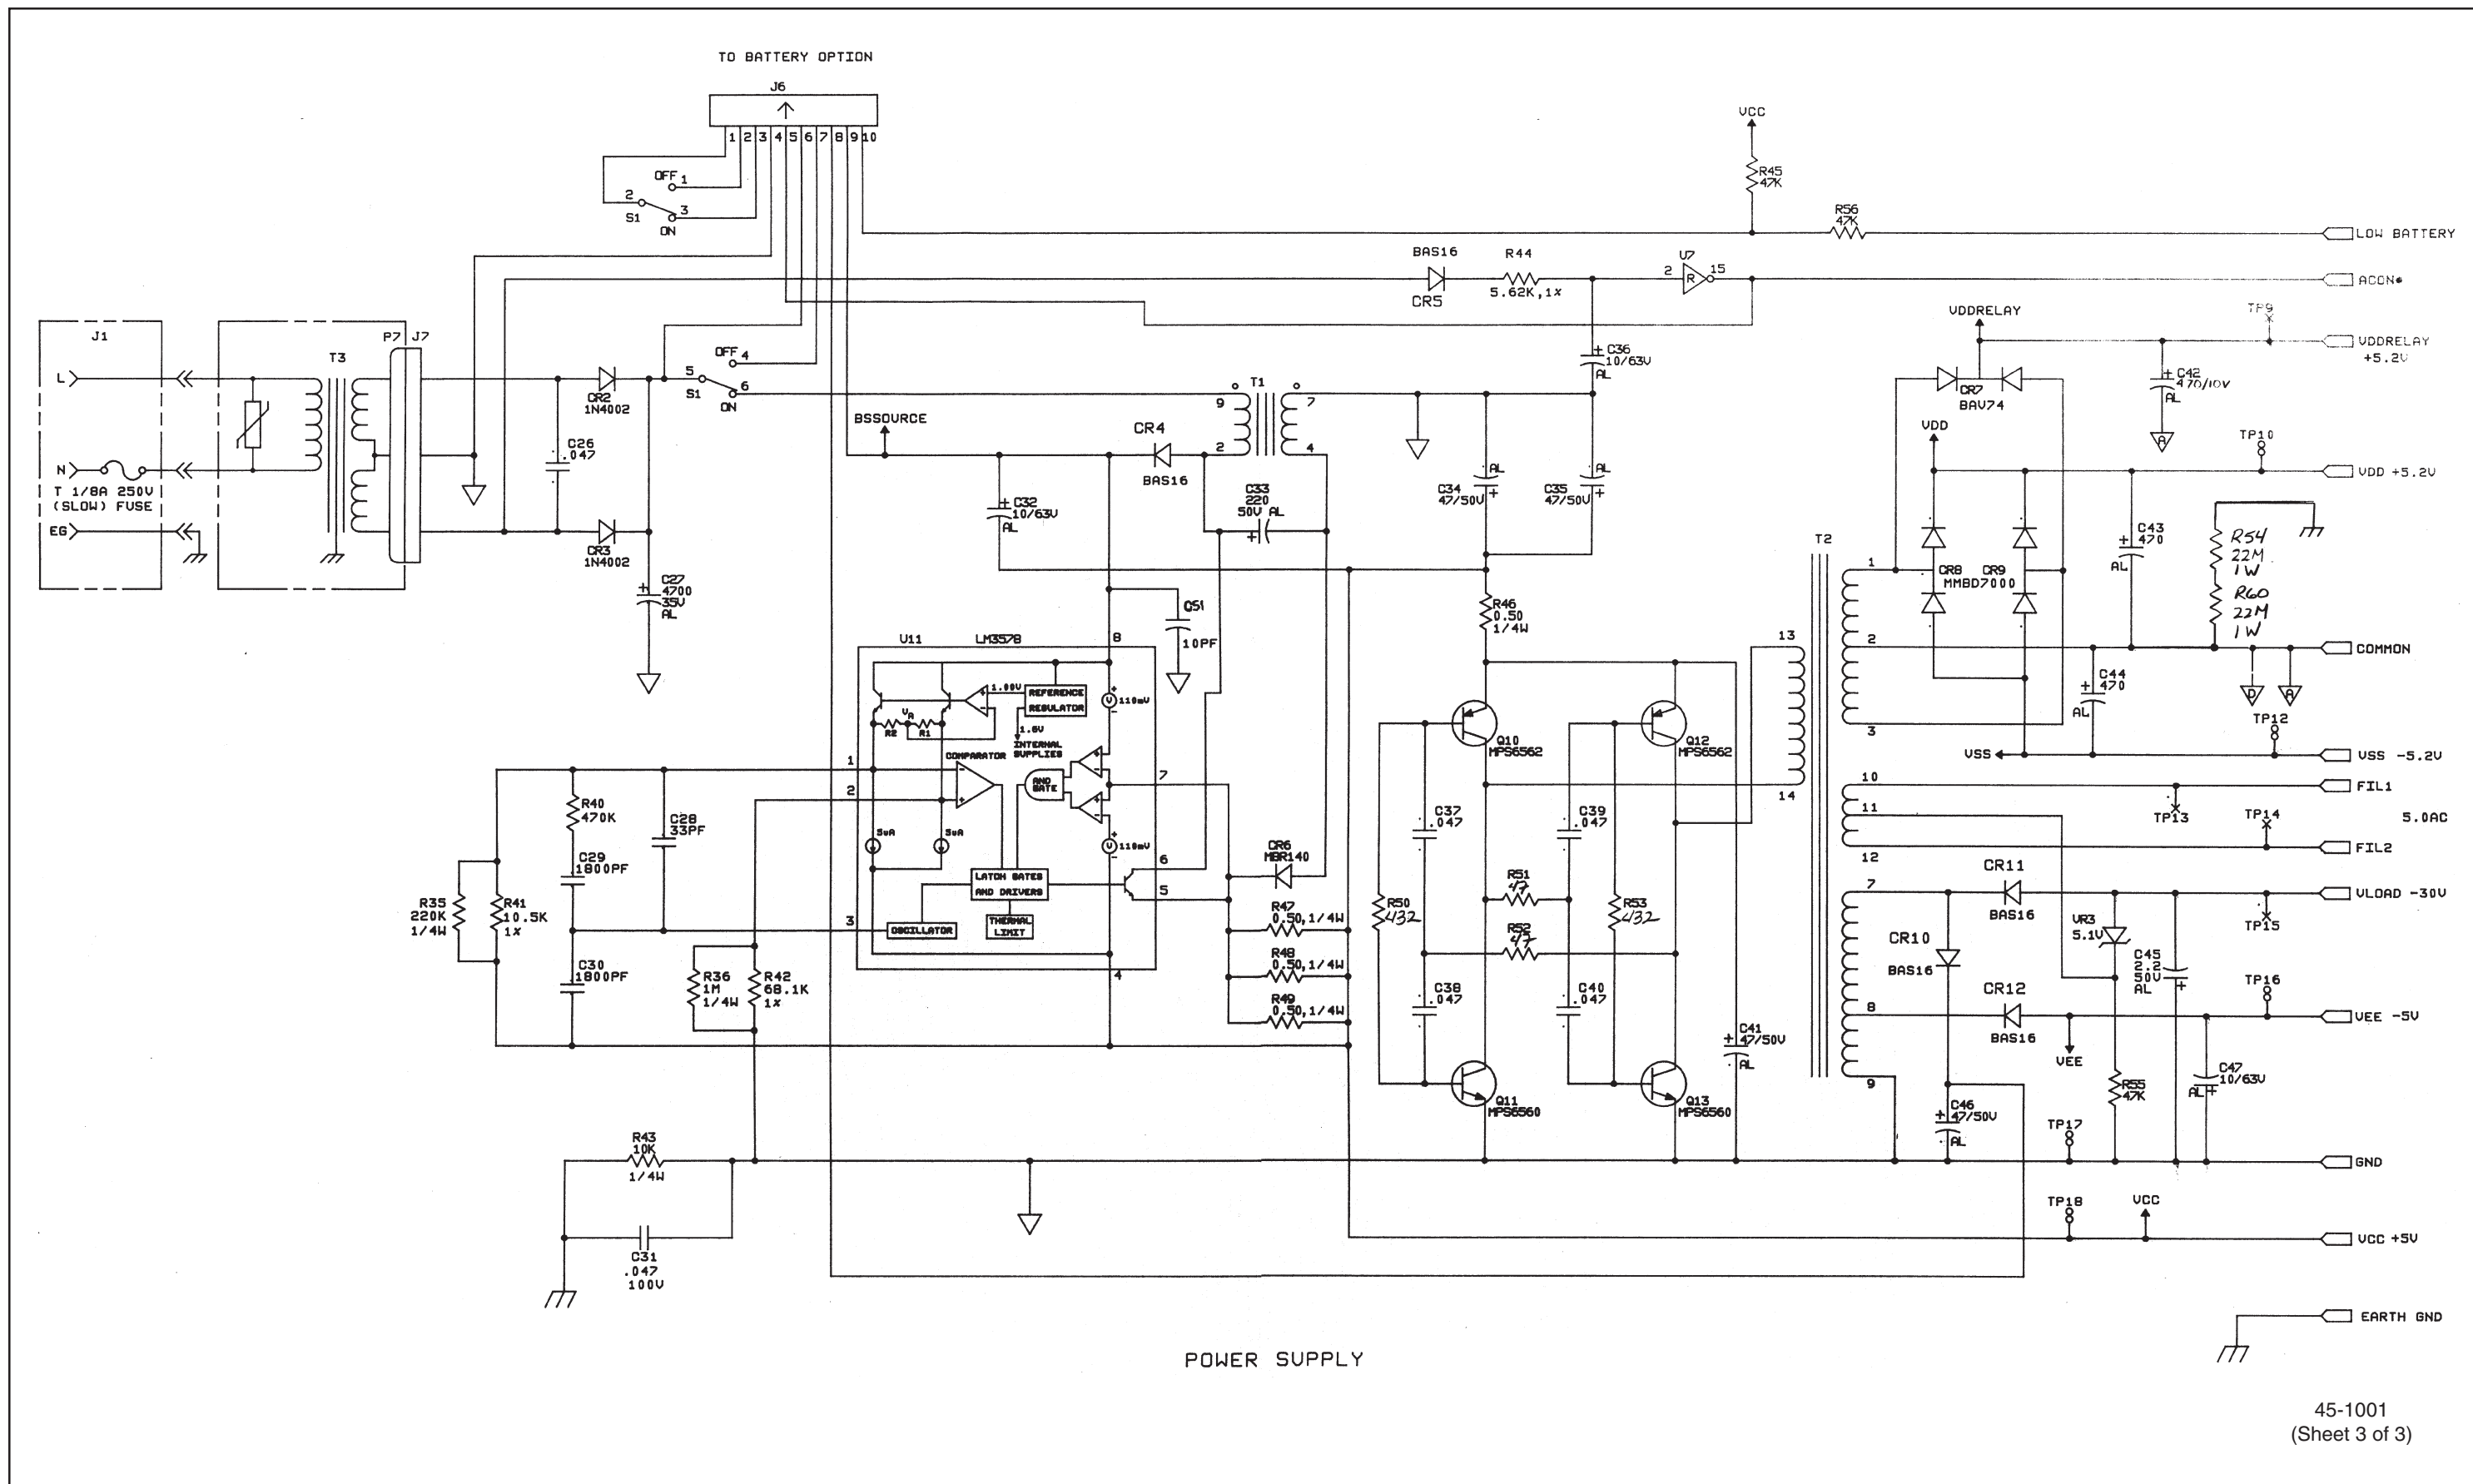 TO BATTERY OPTION
J6
1 2 3 4 5 6 7 8 9 10
VCC
R45
47K
OFF 1
2
3
S1
ON
R56
47K
LOW BATTERY
BAS16
R44
U7
2
R
15
CR5
5.62K,1%
ACON*
TP9
VDDRELAY
VDDRELAY
+5.2V
J1
P7
J7
T3
L
OFF 4
5
6
S1
ON
+ C36
10/63V
AL
CR2
1N4002
CR7
BAV74
+ C42
470/10V
AL
A
9
T1
7
2
4
BSSOURCE
CR4
BAS16
C26
.047
N
T 1/8A 250V
(SLOW) FUSE
EG
VDD
TP10
VDD +5.2V
AL
C34
47/50V
+
AL
C35
47/50V
+
+ C32
10/63V
AL
C33
220
50V AL
+
CR3
1N4002
+ C27
4700
35V
AL
T2
1
CR8
CR9
MMBD7000
C43
470
+
AL
R54
22M
1W
R60
22M
1W
R46
0.50
1/4W
C51
10PF
U11
LM3578
8
13
2
COMMON
C44
470
+
AL
D
A
1.00V
REFERENCE
REGULATOR
+
V
110mV
-
VA
R2
R1
1.6V
INTERNAL
SUPPLIES
COMPARATOR
AND
GATE
Q10
MPS6562
Q12
MPS6562
3
TP12
VSS
VSS -5.2V
1
7
2
10
FIL1
14
11
TP13
TP14
5.0AC
12
FIL2
R40
470K
C28
33PF
5uA
5uA
+
V
110mV
-
C37
.047
C39
.047
C29
1800PF
CR6
MBR140
6
5
LATCH GATES
AND DRIVERS
R51
47
7
CR11
BAS16
VLOAD -30V
TP15
R35
220K
1/4W
R41
10.5K
1%
3
OSCILLATOR
THERMAL
LIMIT
R47
0.50,1/4W
R50
432
R53
432
R52
47
VR3
5.1V
CR10
BAS16
C45
2.2
50V
AL
+
C30
1800PF
R36
1M
1/4W
R42
68.1K
1%
4
R48
0.50,1/4W
R49
0.50,1/4W
C38
.047
C40
.047
CR12
BAS16
8
TP16
VEE -5V
VEE
C41
+ 47/50V
AL
9
R55
47K
C47
10/63V
AL +
Q11
MPS6560
Q13
MPS6560
C46
+ 47/50V
AL
TP17
R43
10K
1/4W
GND
C31
.047
100V
TP18
VCC
VCC +5V
EARTH GND
POWER SUPPLY
45-1001
(Sheet 3 of 3)